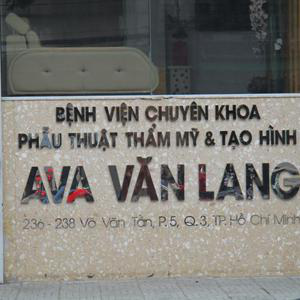 BỆNH VIỆN CHUYÊN KHOA
PHẪU THUẬT THẨM MỸ & TẠO HÌNH
AVA VĂN LANG
236 - 238 Võ Văn Tần, P. 5, Q. 3, TP. Hồ Chí Minh